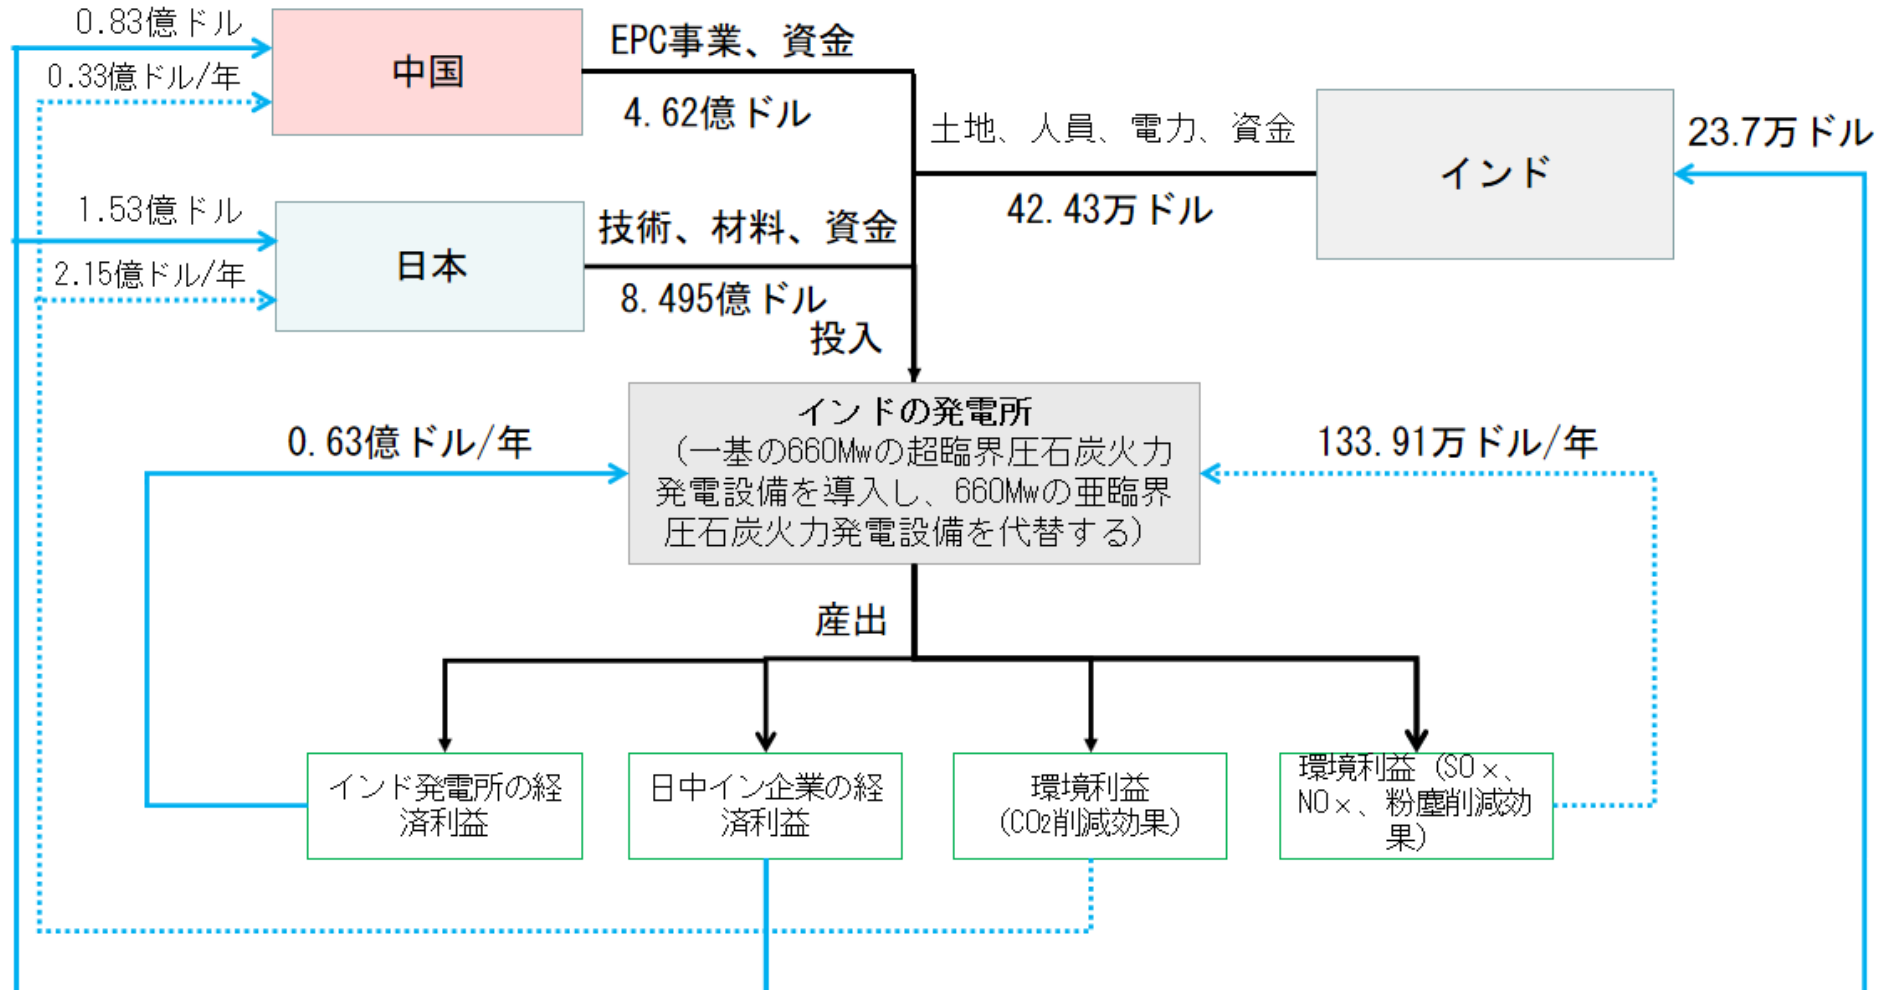 0.83億ドル
0.33億ドル/年
中国
EPC事業、資金
4.62億ドル
土地、人員、電力、資金
42.43万ドル
インド
23.7万ドル
1.53億ドル
2.15億ドル/年
日本
技術、材料、資金
8.495億ドル
投入
インドの発電所
（一基の660Mwの超臨界圧石炭火力
発電設備を導入し、660Mwの亜臨界
圧石炭火力発電設備を代替する）
0.63億ドル/年
133.91万ドル/年
産出
インド発電所の経
済利益
日中イン企業の経
済利益
環境利益
（CO₂削減効果）
環境利益（SO×、
NO×、粉塵削減効
果）